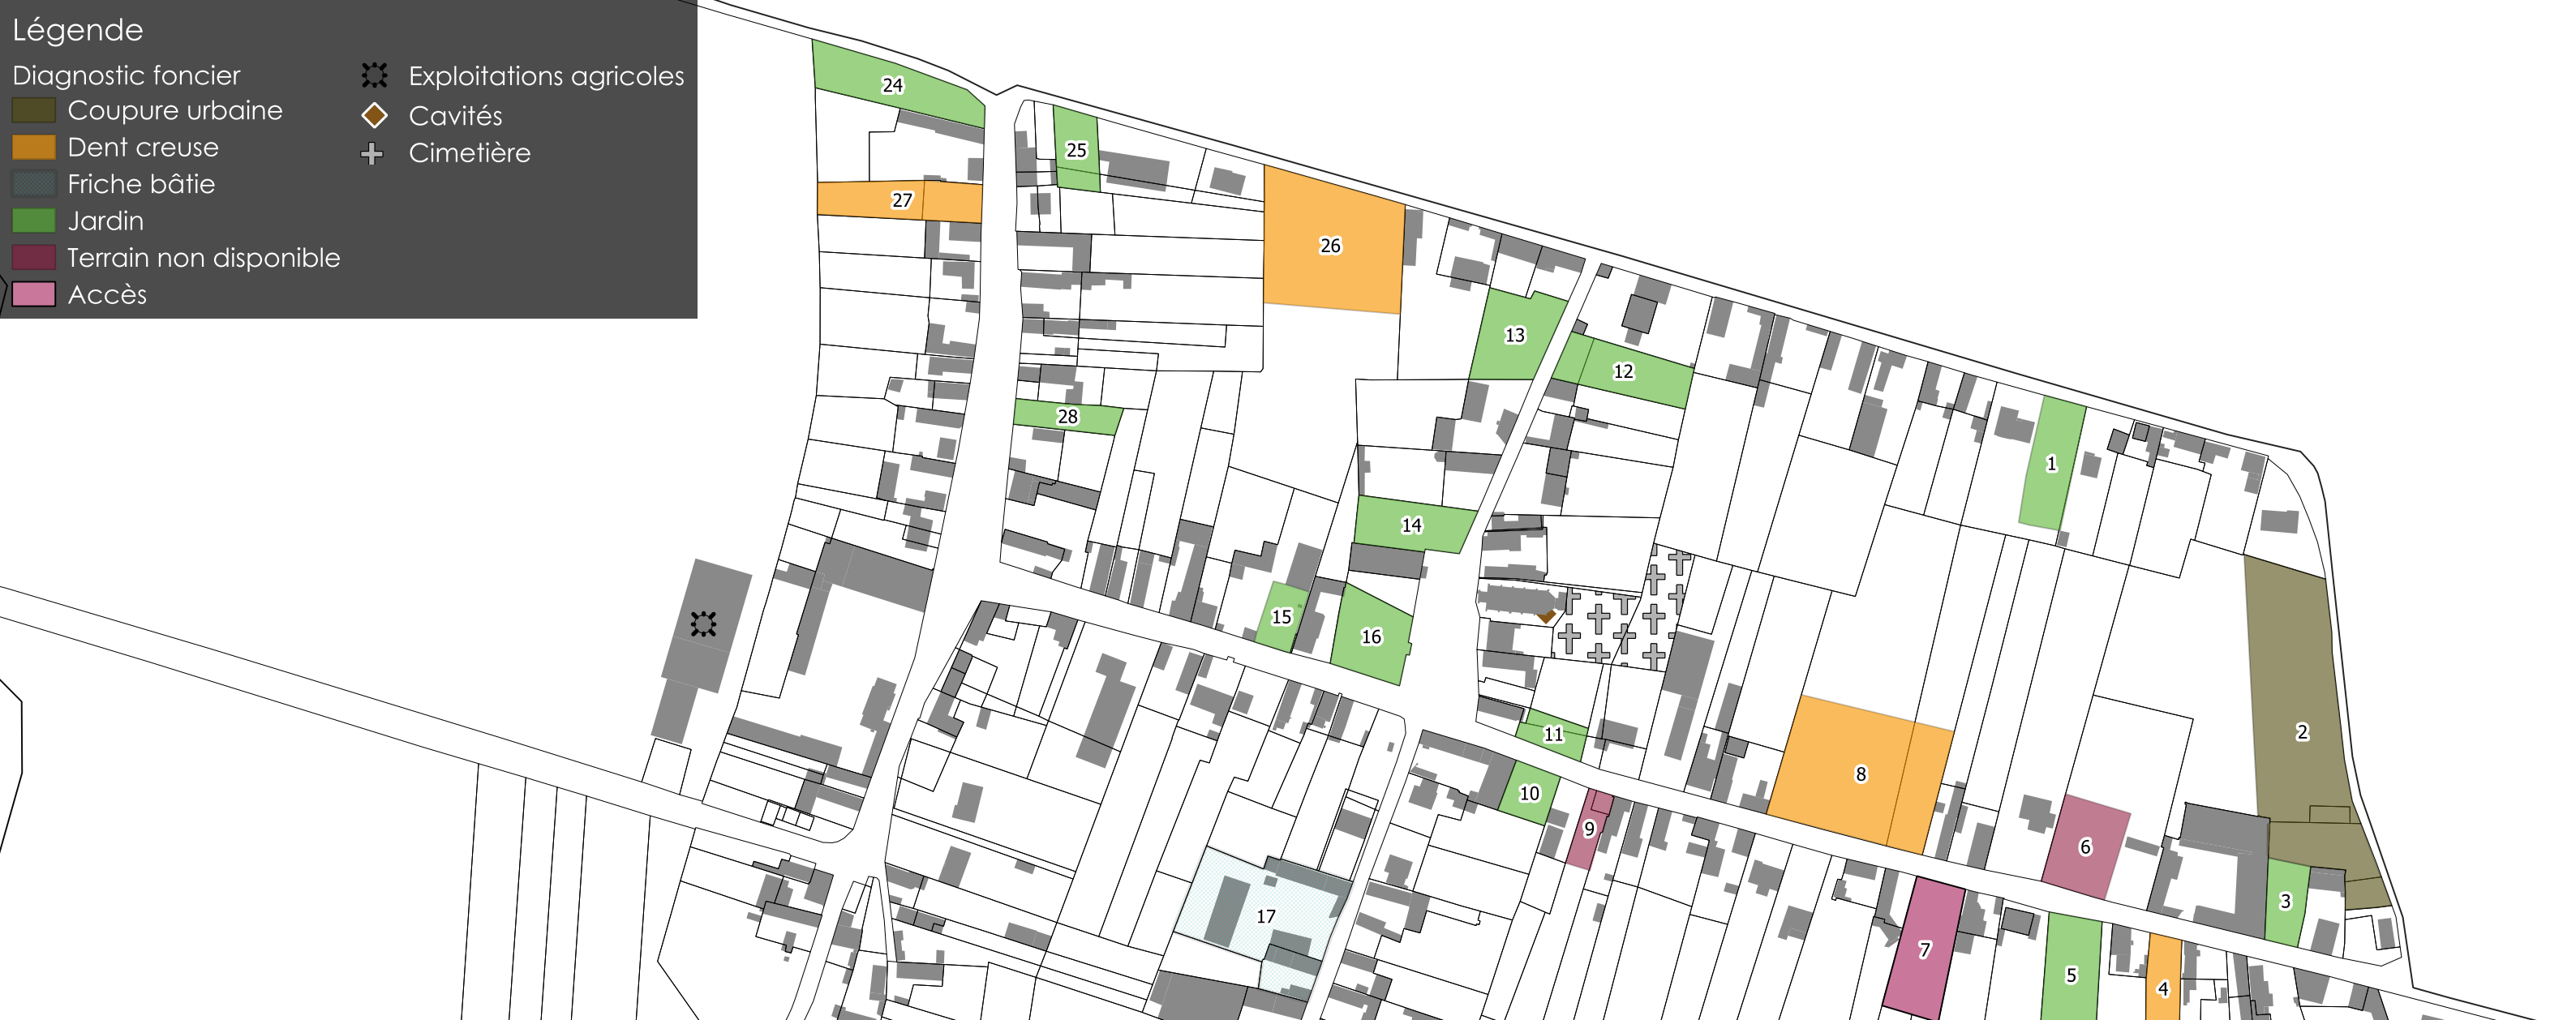 Légende
Diagnostic foncier
Coupure urbaine
Dent creuse
Friche bâtie
Jardin
Terrain non disponible
Accès
Exploitations agricoles
Cavités
Cimetière
24
25
27
26
13
12
28
1
14
15
16
2
11
8
10
9
6
17
3
7
5
4